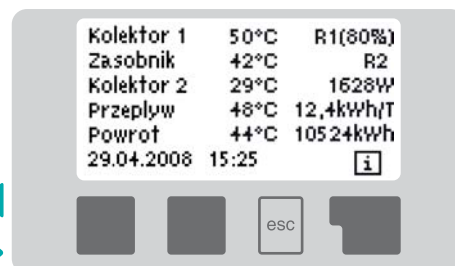 Kolektor 1 50°C R1(80%)
Zasobnik 42°C R2
Kolektor 2 29°C 1628W
Przepływ 48°C 12,4kWh/T
Powrot 44°C 10524kWh
29.04.2008 15:25 i
esc